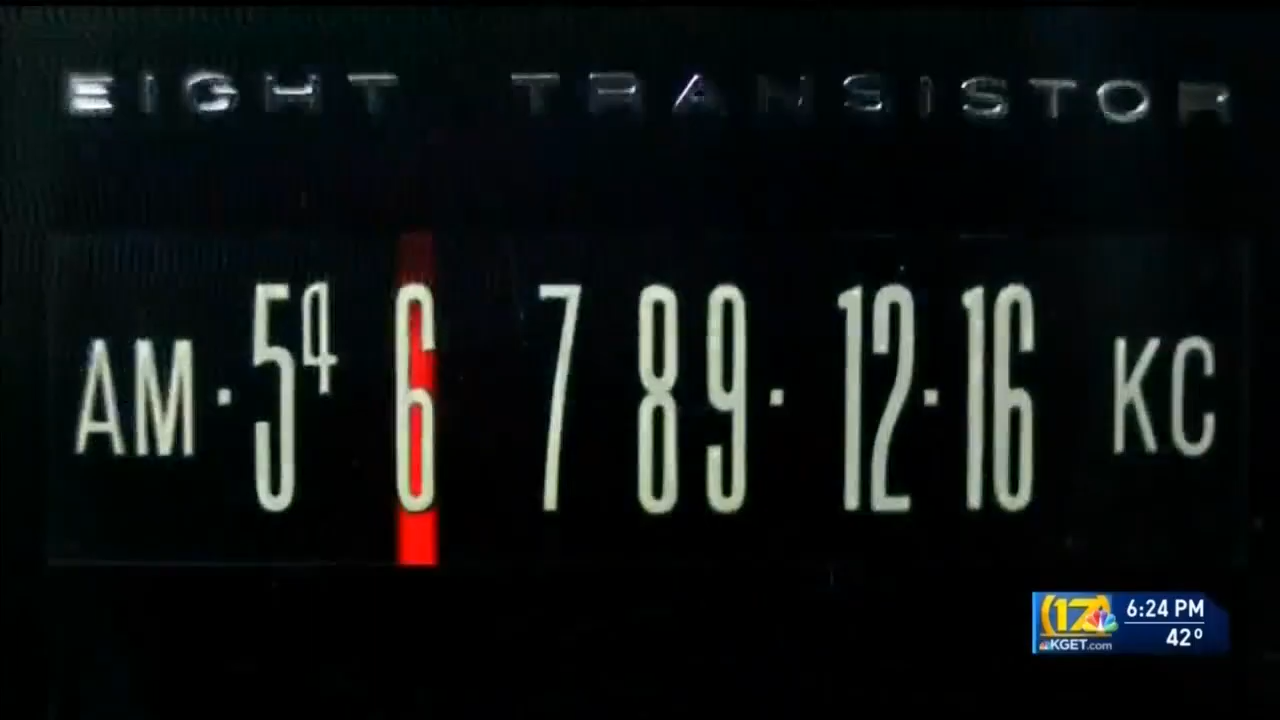 EIGHT TRANSISTOR
AM·54 6 7 8 9· 12·16 KC
17 6:24 PM
KGET.com 42°